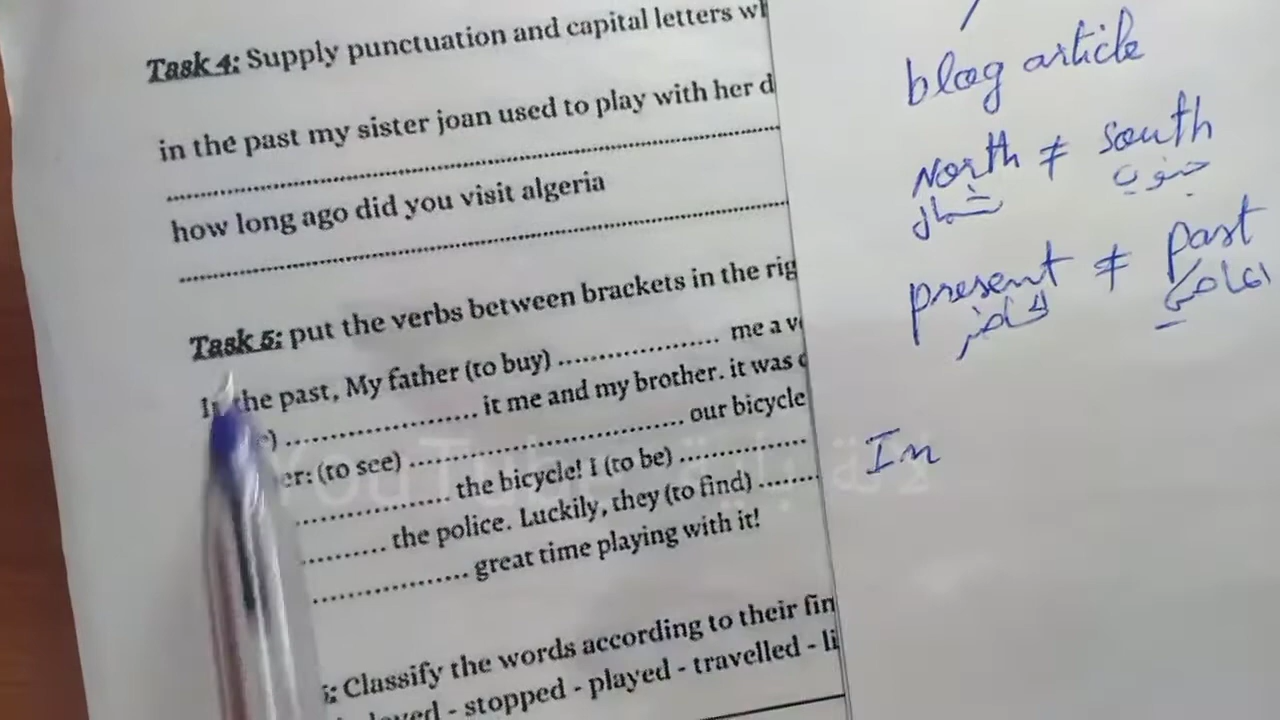 Task 4: Supply punctuation and capital letters
in the past my sister joan used to play with her
........................................
how long ago did you visit algeria
........................................
Task 5: put the verbs between brackets in the
In the past, My father (to buy) .................... me a
.......................... it me and my brother. it was
(to see) ........................................ our bicycle
...................... the bicycle! I (to be) ..................
............ the police. Luckily, they (to find) ........
...................... great time playing with it!
Classify the words according to their
- stopped - played - travelled -
blog article
North ≠ South
شمال جنوب
present ≠ past
الحاضر الماضي
In
YouTube